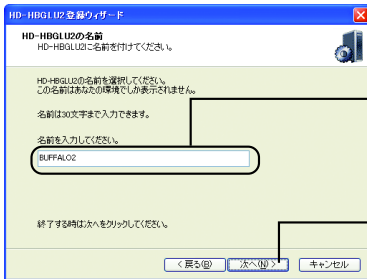 HD-HBGLU2 登録ウィザード
HD-HBGLU2の名前
HD-HBGLU2に名前を付けてください。
HD-HBGLU2の名前を選択してください。
この名前はあなたの環境でしか表示されません。
名前は30文字まで入力できます。
名前を入力してください。
BUFFALO2
終了する時は次へをクリックしてください。
< 戻る(B) 次へ(N) > キャンセル